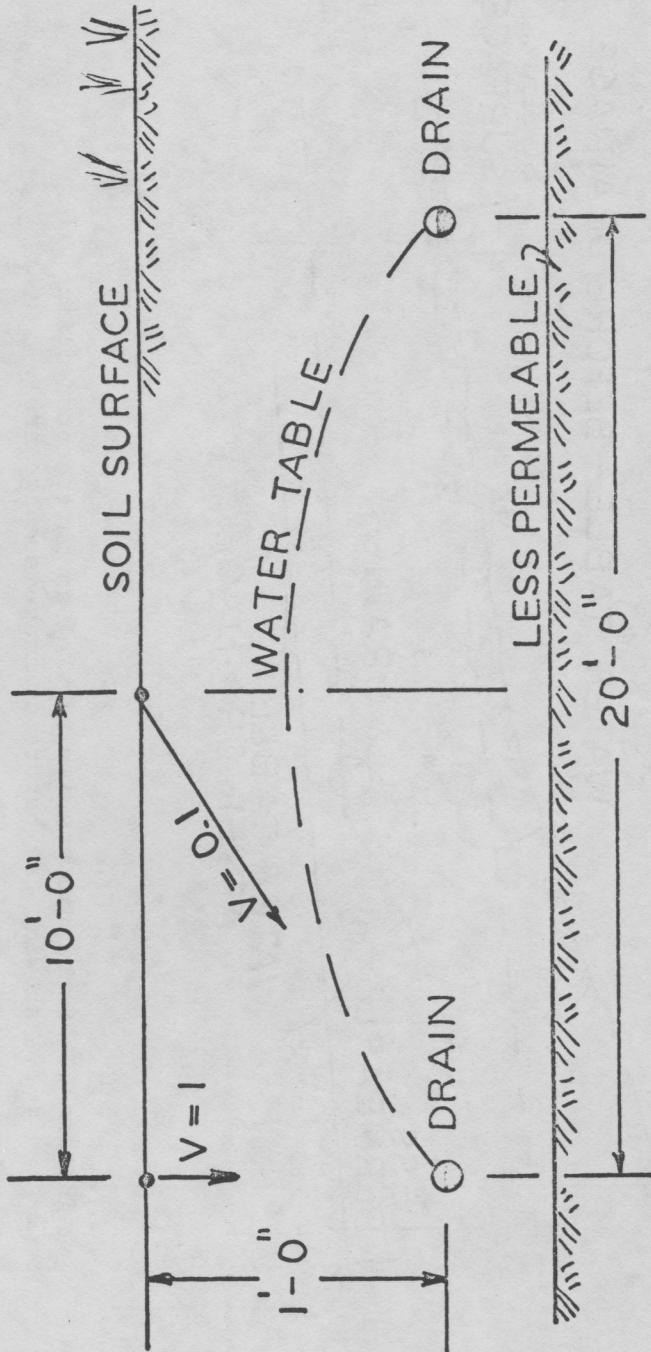 10'-0"
SOIL SURFACE
V = 1
V = 0.1
1'-0"
WATER TABLE
DRAIN
DRAIN
LESS PERMEABLE
20'-0"